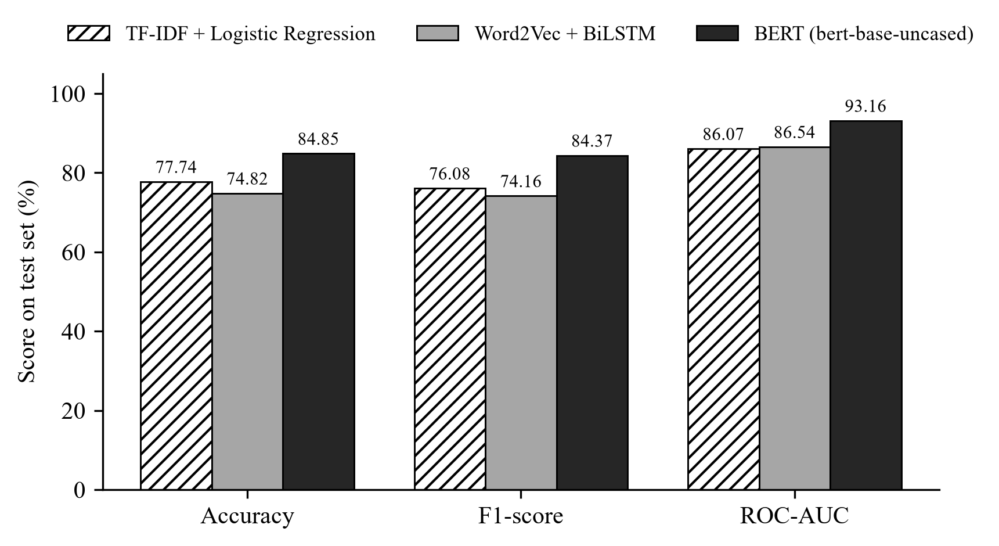 TF-IDF + Logistic Regression Word2Vec + BiLSTM BERT (bert-base-uncased)
Score on test set (%)
100
80
60
40
20
0
77.74 74.82 84.85
76.08 74.16 84.37
86.07 86.54 93.16
Accuracy F1-score ROC-AUC